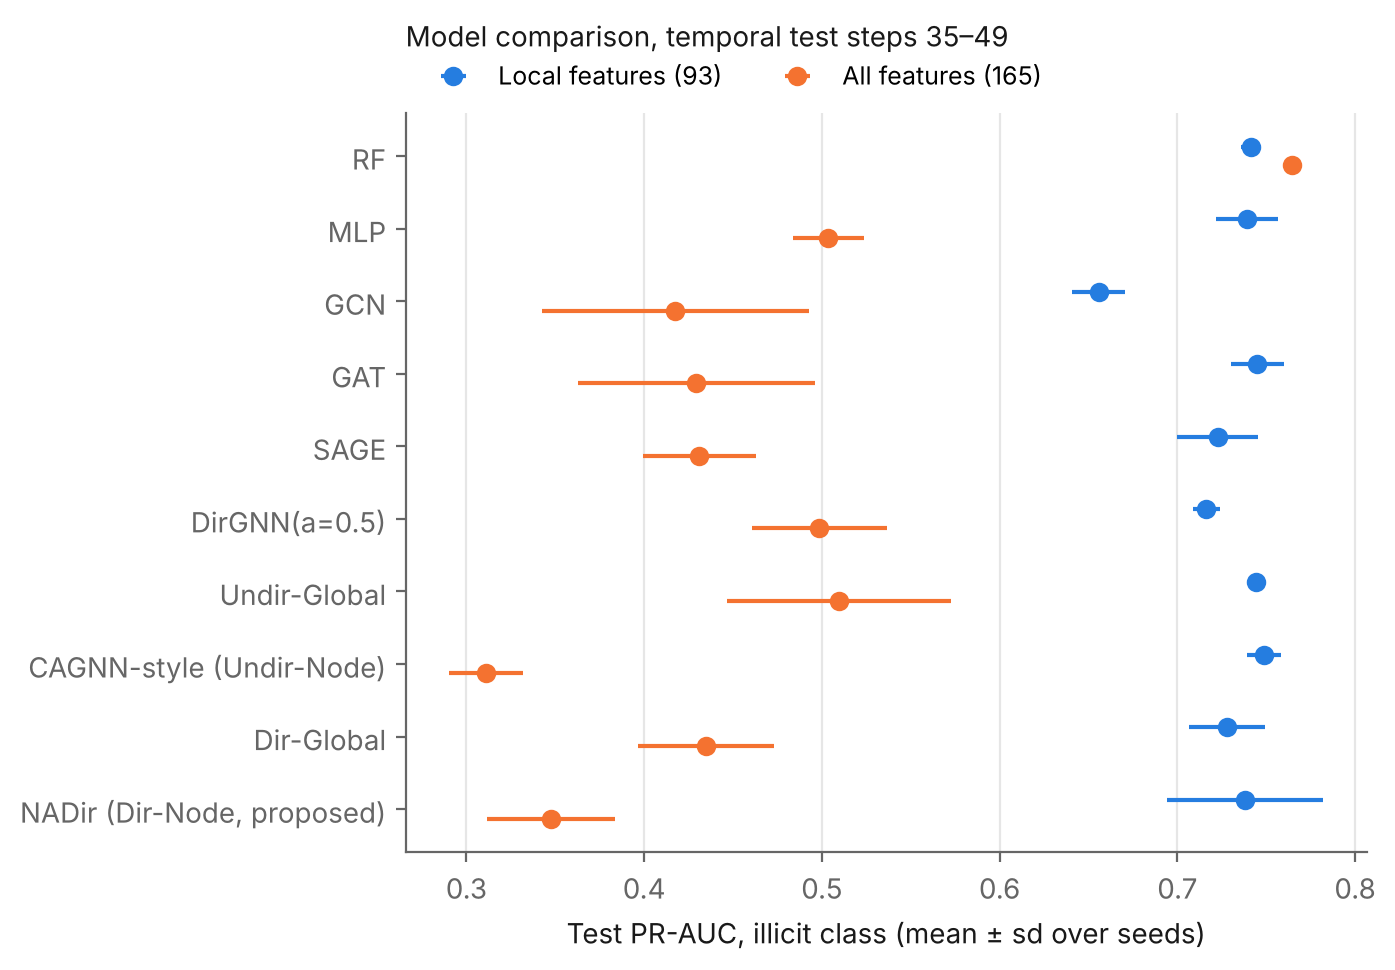 Model comparison, temporal test steps 35–49
Local features (93) All features (165)
RF
MLP
GCN
GAT
SAGE
DirGNN(a=0.5)
Undir-Global
CAGNN-style (Undir-Node)
Dir-Global
NADir (Dir-Node, proposed)
0.3 0.4 0.5 0.6 0.7 0.8
Test PR-AUC, illicit class (mean ± sd over seeds)